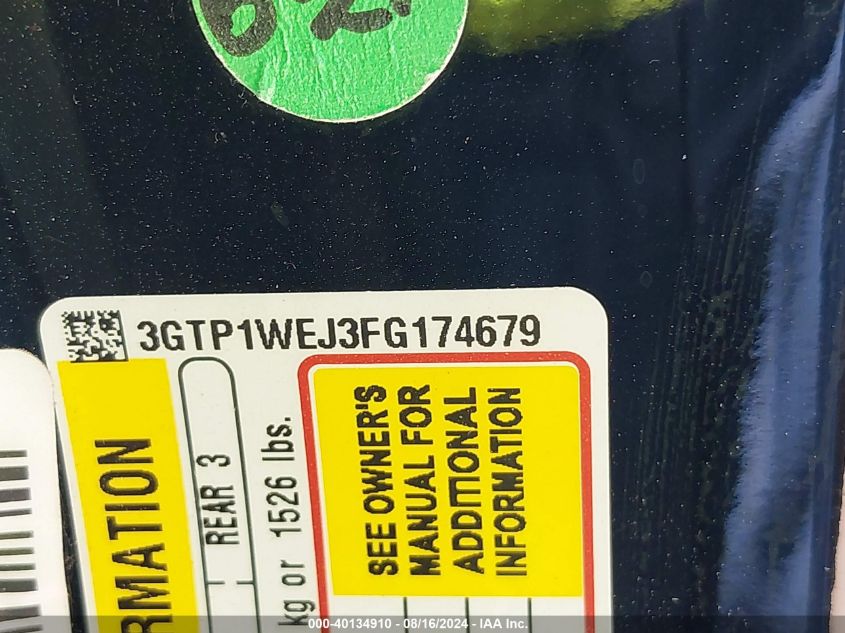 3GTP1WEJ3FG174679
RMATION
REAR 3
kg or 1526 lbs.
SEE OWNER'S
MANUAL FOR
ADDITIONAL
INFORMATION
000-40134910 - 08/16/2024 - IAA Inc.